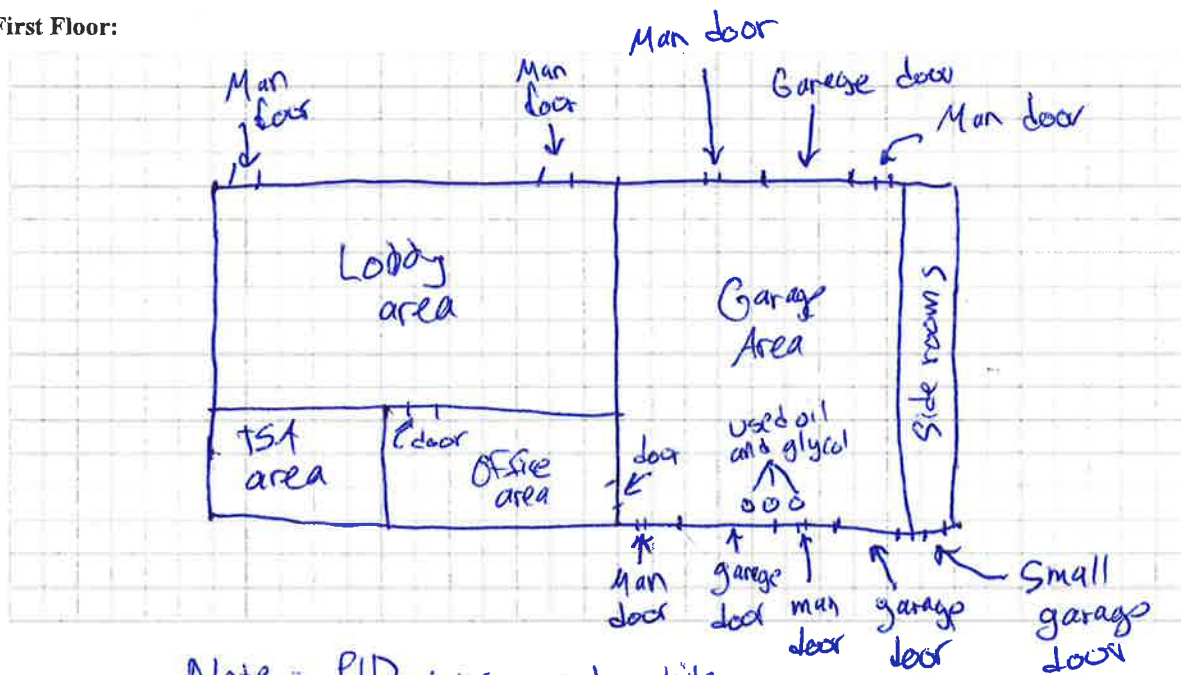 First Floor:
Man door
Man
door
Man
door
Garage door
Man door
Lobby
area
Garage
Area
Side rooms
TSA
area
door
Office
area
door
used oil
and glycol
Man
door
garage
door
man
door
garage
door
Small
garage
door
Note - PID